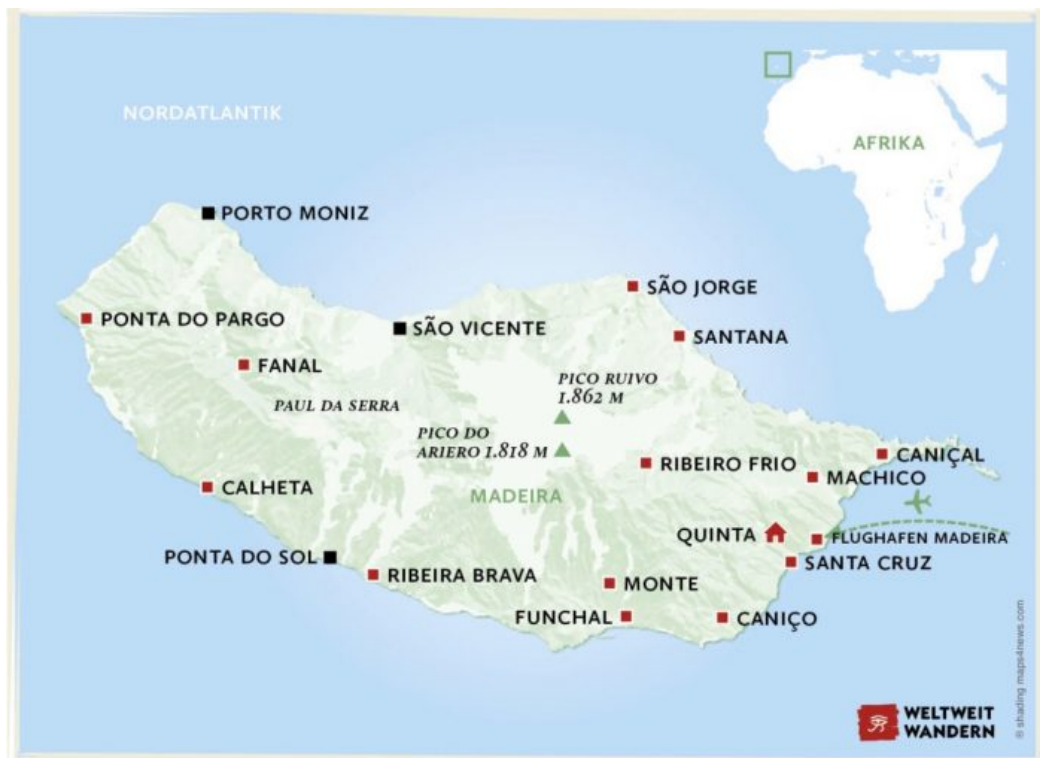 NORDATLANTIK
AFRIKA
PORTO MONIZ
SÃO JORGE
PONTA DO PARGO
SÃO VICENTE
SANTANA
FANAL
PICO RUIVO
1.862 M
PAUL DA SERRA
PICO DO
ARIERO 1.818 M
CANIÇAL
RIBEIRO FRIO
MACHICO
CALHETA
MADEIRA
QUINTA
FLUGHAFEN MADEIRA
PONTA DO SOL
SANTA CRUZ
RIBEIRA BRAVA
MONTE
FUNCHAL
CANIÇO
WELTWEIT
WANDERN
© shading maps4news.com